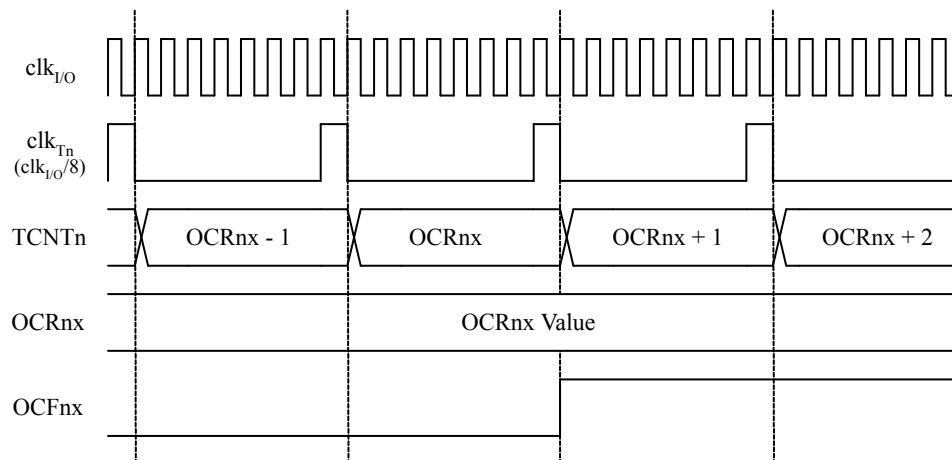 clkI/O
clkTn
(clkI/O/8)
TCNTn
OCRnx - 1
OCRnx
OCRnx + 1
OCRnx + 2
OCRnx
OCRnx Value
OCFnx